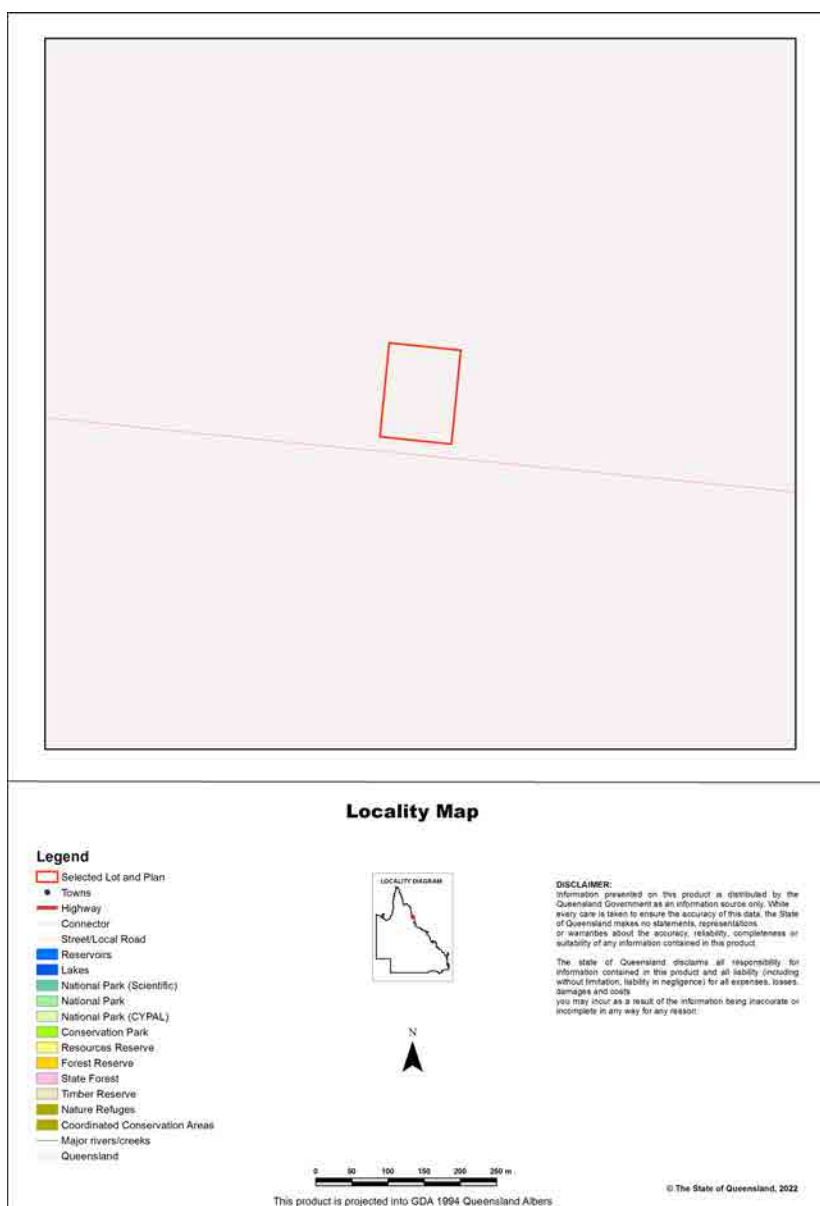 Locality Map
Legend
Selected Lot and Plan
Towns
Highway
Connector
Street/Local Road
Reservoirs
Lakes
National Park (Scientific)
National Park
National Park (CYPAL)
Conservation Park
Resources Reserve
Forest Reserve
State Forest
Timber Reserve
Nature Refuges
Coordinated Conservation Areas
Major rivers/creeks
Queensland
LOCALITY DIAGRAM
N
0 50 100 150 200 250 m
This product is projected into GDA 1994 Queensland Albers
DISCLAIMER:
Information presented on this product is distributed by the
Queensland Government as an information source only. While
every care is taken to ensure the accuracy of this data, the State
of Queensland makes no statements, representations
or warranties about the accuracy, reliability, completeness or
suitability of any information contained in this product.
The state of Queensland disclaims all responsibility for
information contained in this product and all liability (including
without limitation, liability in negligence) for all expenses, losses,
damages and costs
you may incur as a result of the information being inaccurate or
incomplete in any way for any reason.
© The State of Queensland, 2022